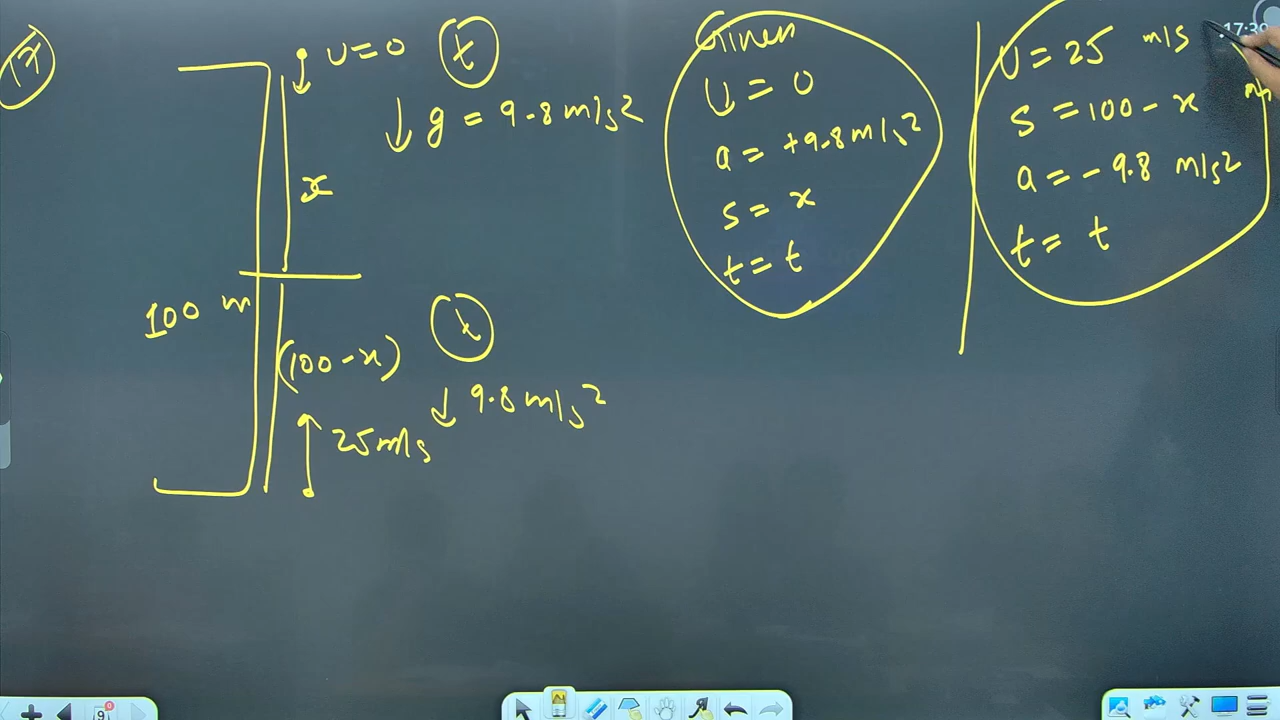 17
U = 0 t
↓ g = 9.8 m/s²
x
100 m
(100 - x) t
↓ 9.8 m/s²
25 m/s
Given
U = 0
a = +9.8 m/s²
s = x
t = t
U = 25 m/s
s = 100 - x m
a = - 9.8 m/s²
t = t
9